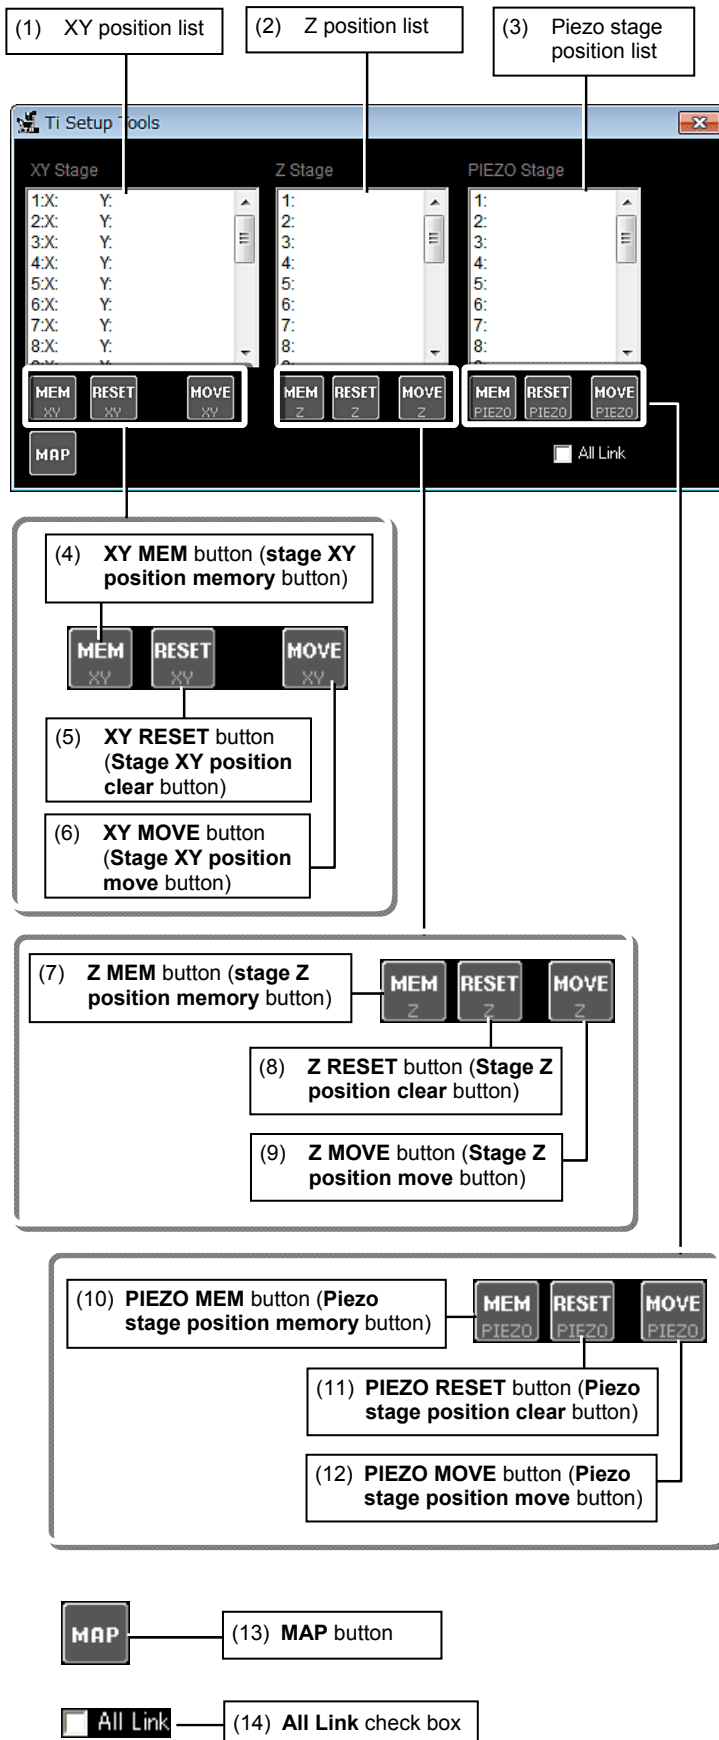 (1) XY position list
(2) Z position list
(3) Piezo stage
position list
Ti Setup Tools
XY Stage
Z Stage
PIEZO Stage
1:X: Y:
2:X: Y:
3:X: Y:
4:X: Y:
5:X: Y:
6:X: Y:
7:X: Y:
8:X: Y:
1:
2:
3:
4:
5:
6:
7:
8:
1:
2:
3:
4:
5:
6:
7:
8:
MEM XY
RESET XY
MOVE XY
MEM Z
RESET Z
MOVE Z
MEM PIEZO
RESET PIEZO
MOVE PIEZO
MAP
All Link
(4) XY MEM button (stage XY
position memory button)
MEM RESET MOVE
XY XY XY
(5) XY RESET button
(Stage XY position
clear button)
(6) XY MOVE button
(Stage XY position
move button)
(7) Z MEM button (stage Z
position memory button)
MEM RESET MOVE
Z Z Z
(8) Z RESET button (Stage Z
position clear button)
(9) Z MOVE button (Stage Z
position move button)
(10) PIEZO MEM button (Piezo
stage position memory button)
MEM RESET MOVE
PIEZO PIEZO PIEZO
(11) PIEZO RESET button (Piezo
stage position clear button)
(12) PIEZO MOVE button (Piezo
stage position move button)
MAP
(13) MAP button
All Link
(14) All Link check box